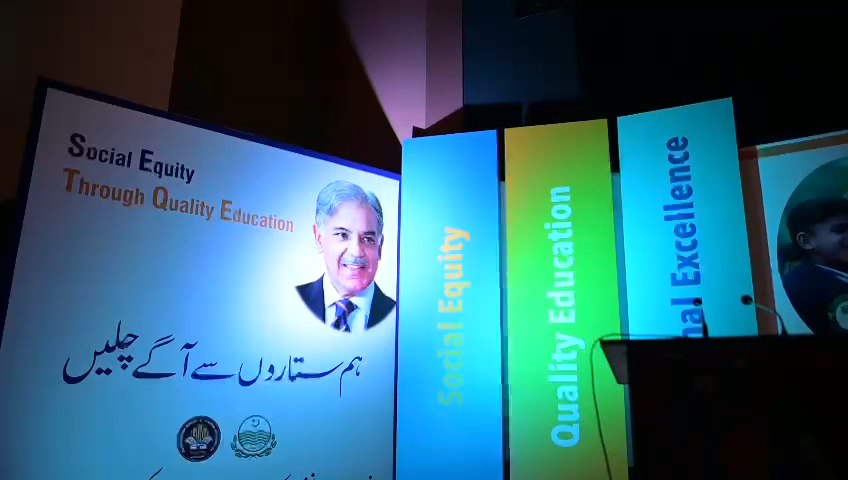 Social Equity
Through Quality Education
ہم ستاروں سے آگے چلیں
Social Equity
Quality Education
nal Excellence